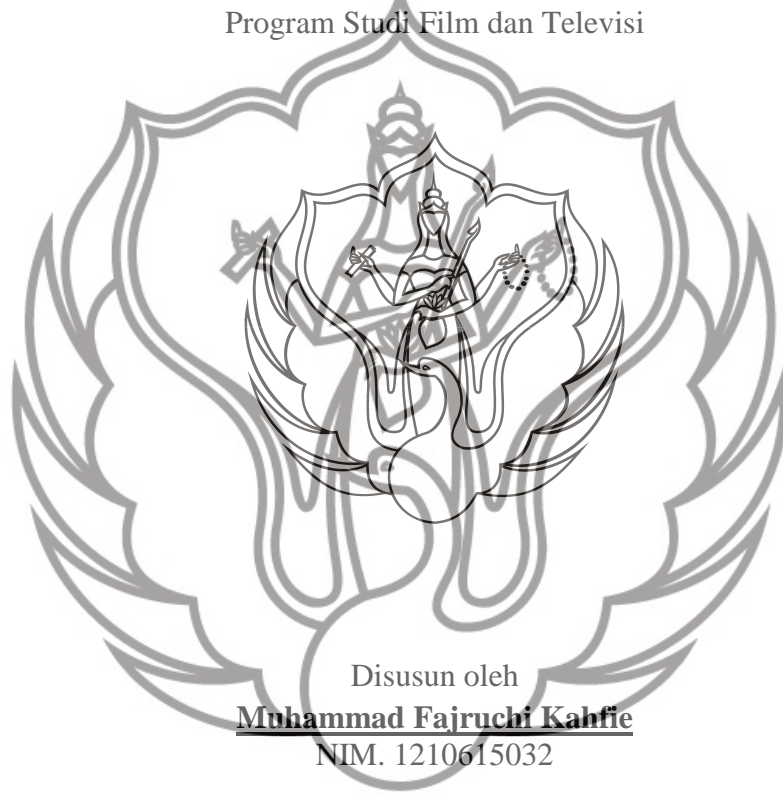 Program Studi Film dan Televisi
Disusun oleh
Muhammad Fajruchi Kahfie
NIM. 1210615032